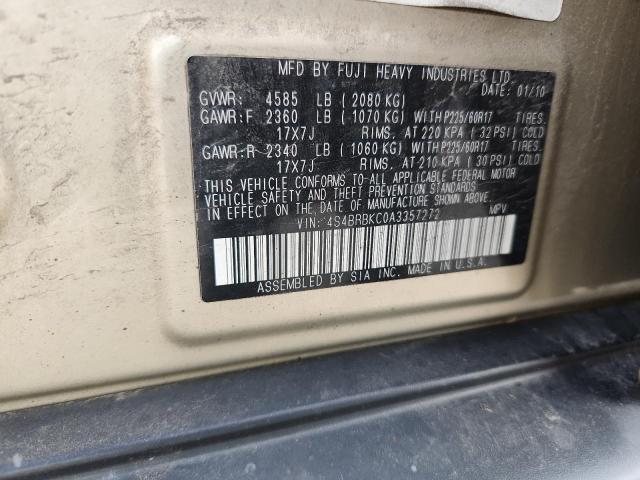 MFD BY FUJI HEAVY INDUSTRIES LTD.
DATE: 01/10
GVWR: 4585 LB ( 2080 KG)
GAWR:F 2360 LB ( 1070 KG) WITH P225/60R17 TIRES.
17X7J RIMS. AT 220 KPA ( 32 PSI) COLD
GAWR:R 2340 LB ( 1060 KG) WITH P225/60R17 TIRES.
17X7J RIMS. AT 210 KPA ( 30 PSI) COLD
THIS VEHICLE CONFORMS TO ALL APPLICABLE FEDERAL MOTOR
VEHICLE SAFETY AND THEFT PREVENTION STANDARDS
IN EFFECT ON THE DATE OF MANUFACTURE SHOWN ABOVE.
VIN: 4S4BRBKC0A3357272 MPV
ASSEMBLED BY SIA INC. MADE IN U.S.A.